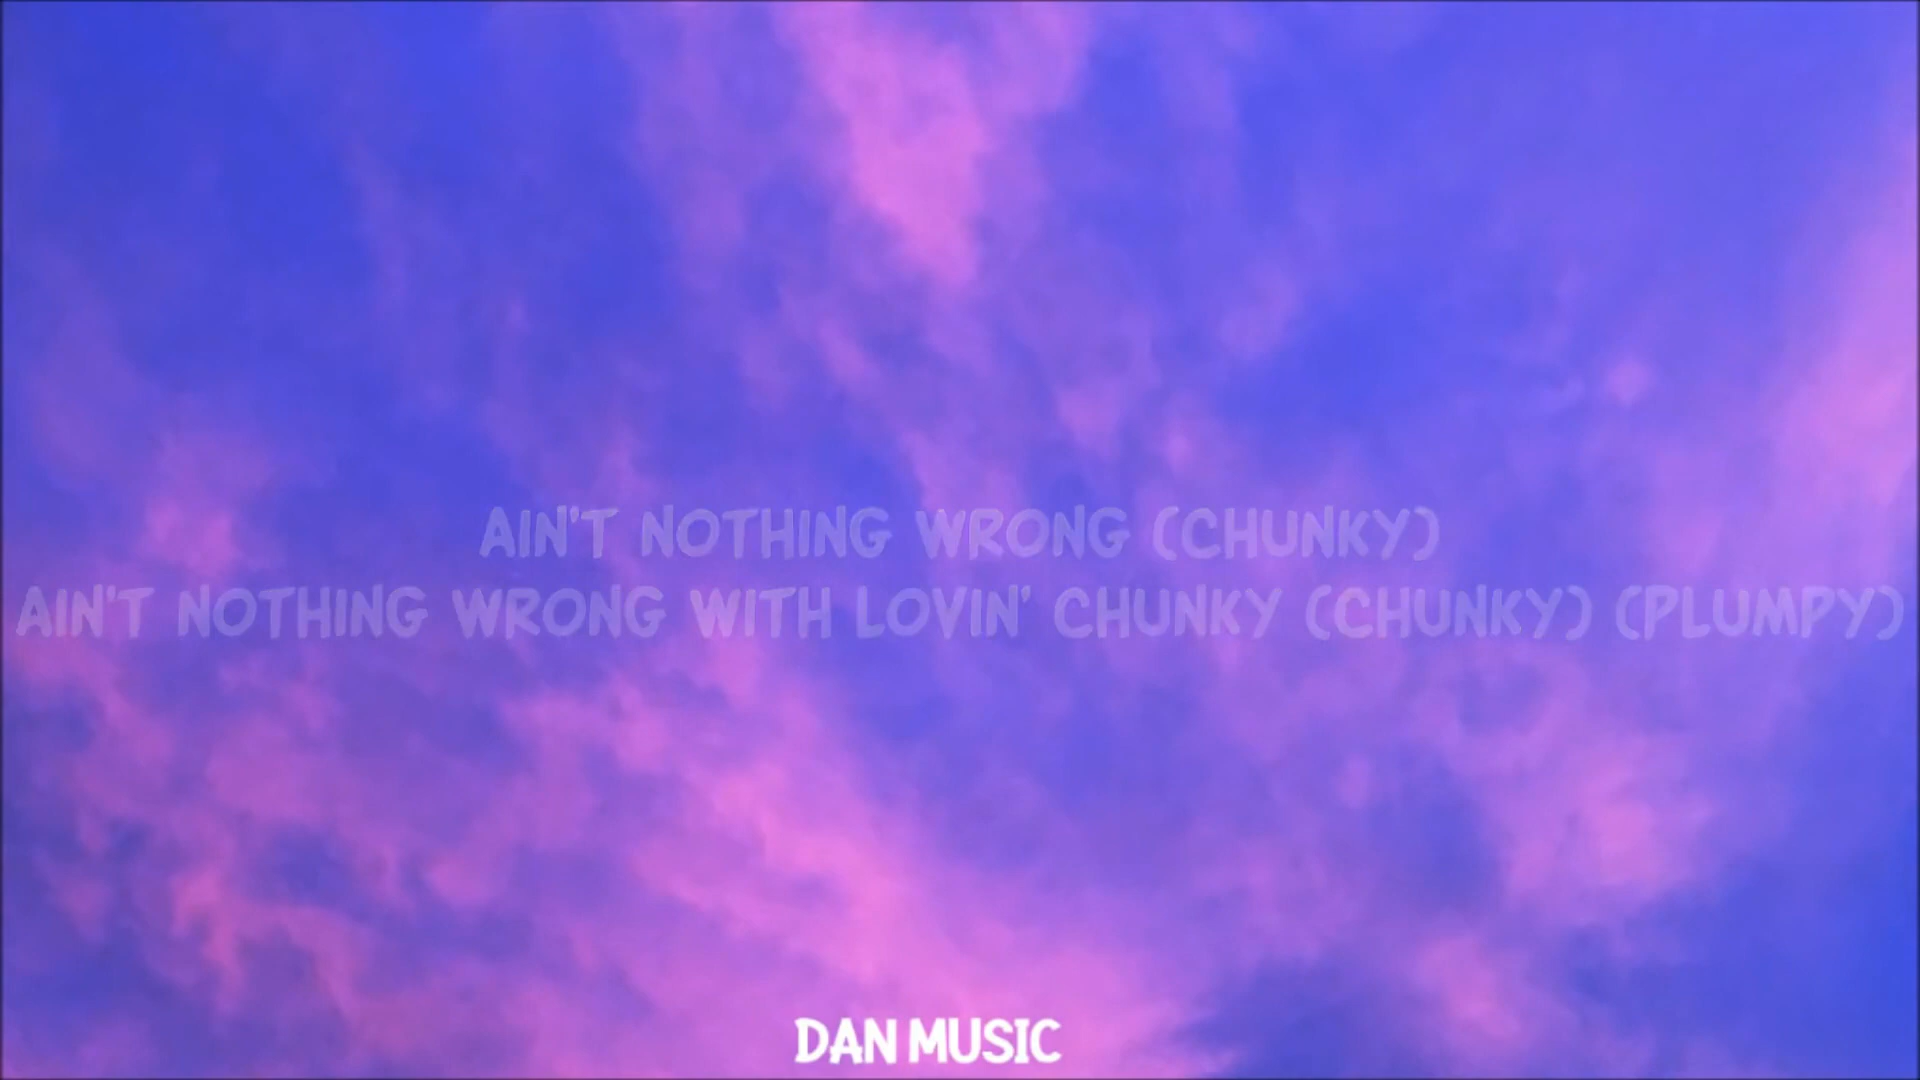 AIN'T NOTHING WRONG (CHUNKY)
AIN'T NOTHING WRONG WITH LOVIN' CHUNKY (CHUNKY) (PLUMPY)
DAN MUSIC